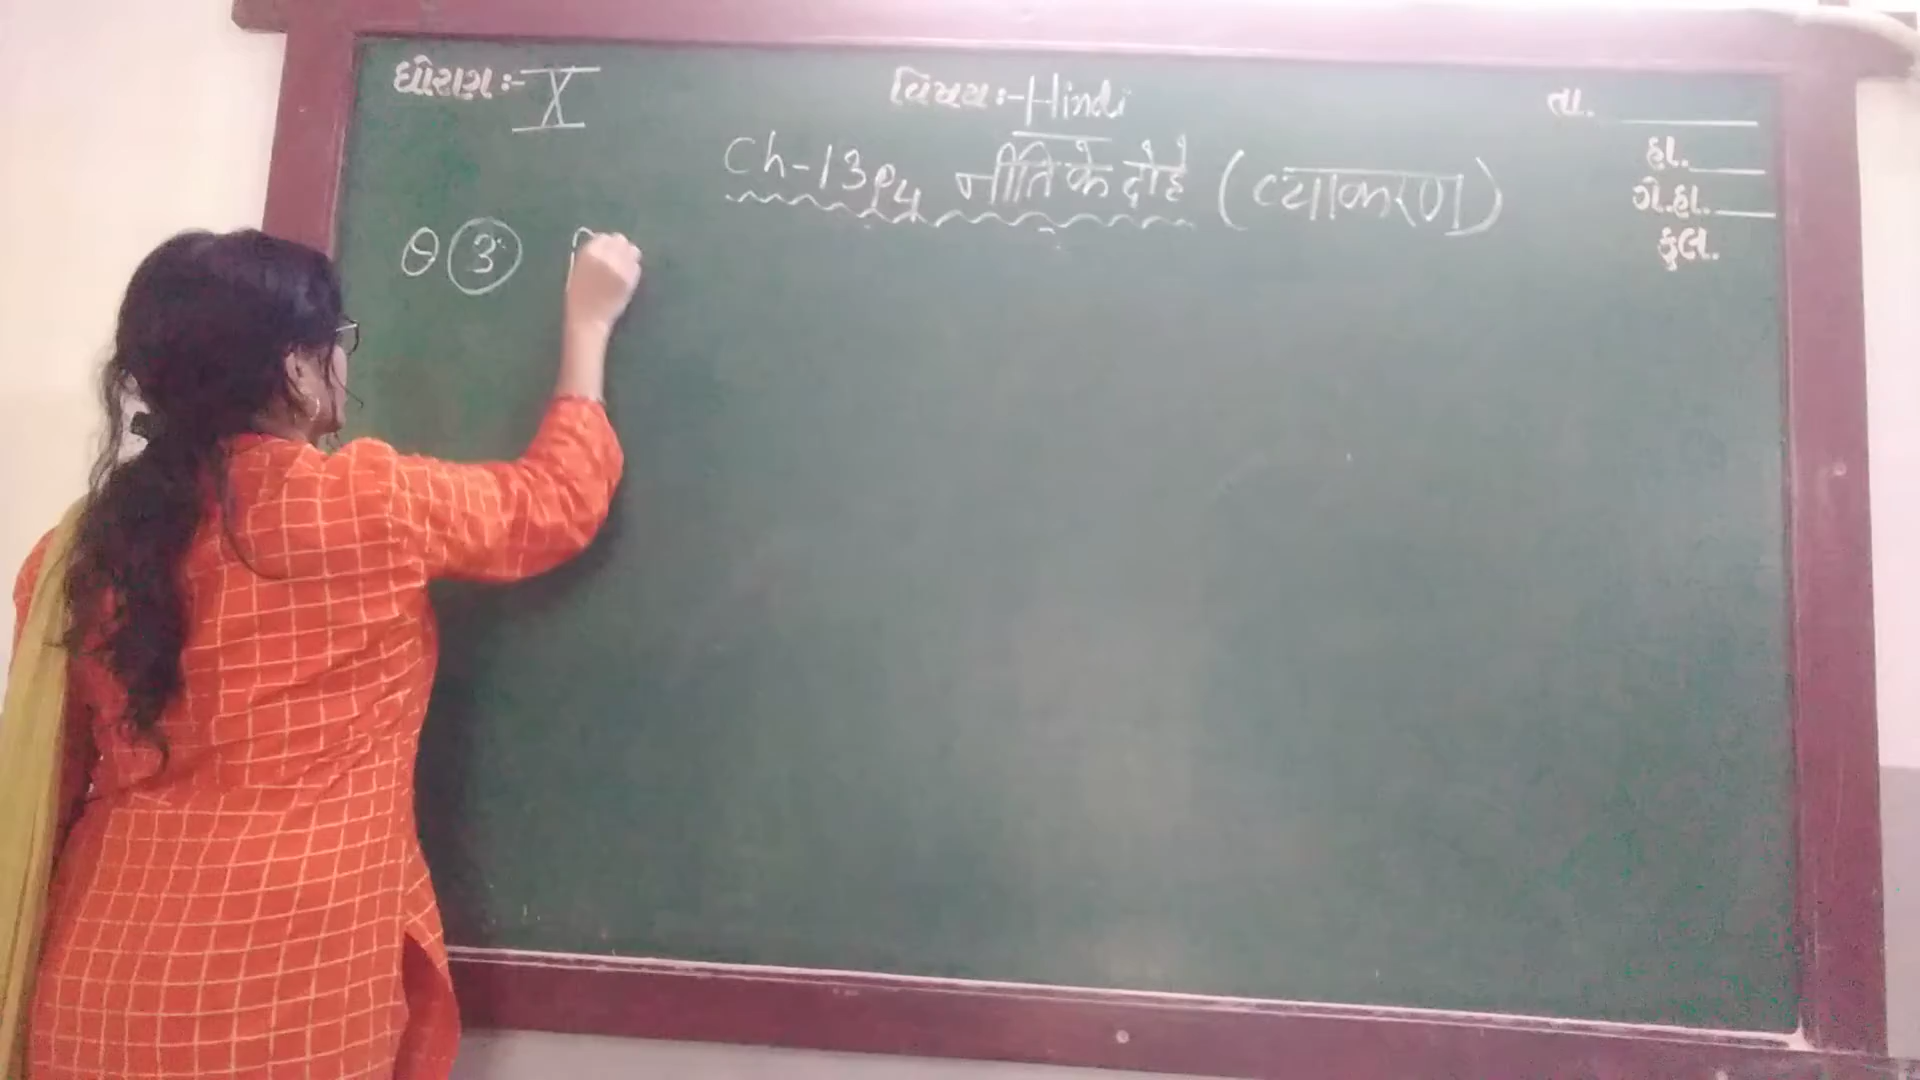 ધોરણ:- X
વિષય:- Hindi
તા.
હા.
ગે.હા.
કુલ.
Ch-13 નીતિ के दोहे (व्याकरण)
Q 3